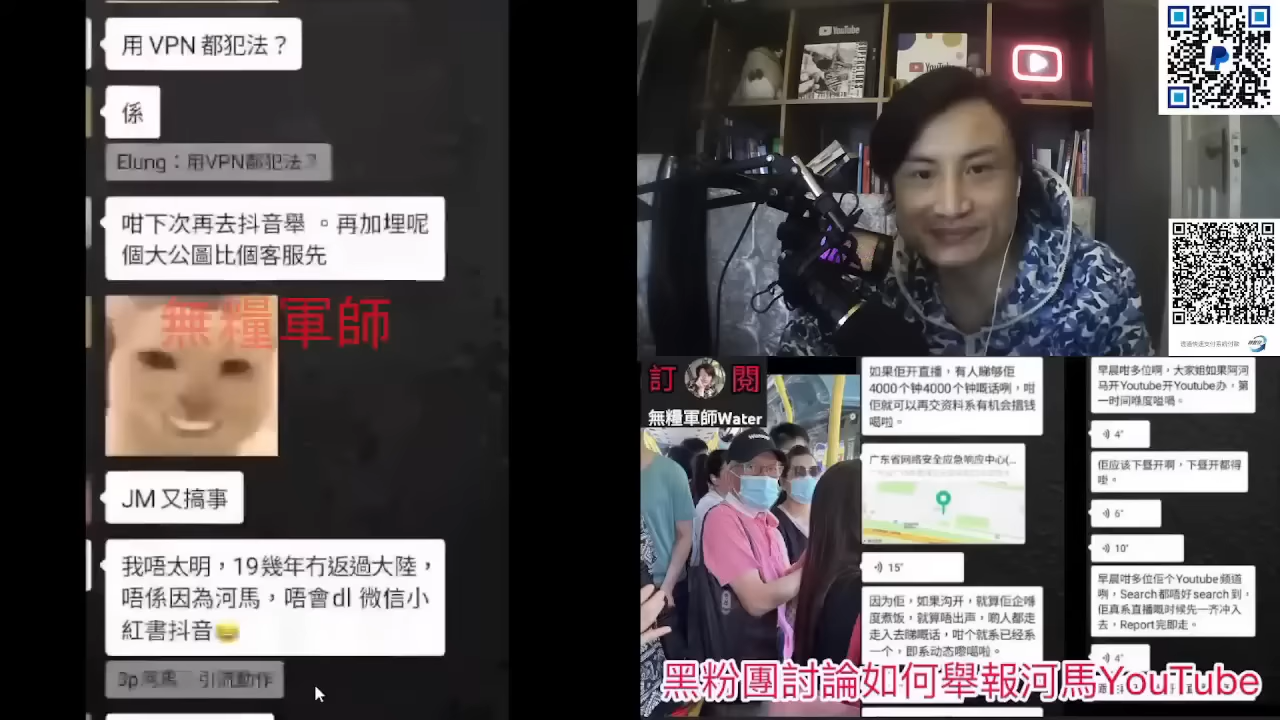 用 VPN 都犯法？
係
Elung：用VPN都犯法？
咁下次再去抖音舉 。再加埋呢
個大公圖比個客服先
無糧軍師
JM 又搞事
我唔太明，19幾年冇返過大陸，
唔係因為河馬，唔會dl 微信小
紅書抖音
引流動作
YouTube
YouTube
訂 閱
無糧軍師Water
如果佢开直播，有人睇够佢
4000个钟4000个钟嘅话咧，咁
佢就可以再交资料系有机会搵钱
噶啦。
广东省网络安全应急响应中心(...
15"
因为佢，如果沟开，就算佢企喺
度煮饭，就算唔出声，啲人都走
走入去睇嘅话，咁个就系已经系
一个，即系动态嚟噶啦。
早晨咁多位啊，大家姐如果阿河
马开Youtube开Youtube办，第
一时间喺度嗌喎。
4"
佢应该下昼开啊，下昼开都得
㗎。
6"
10"
早晨咁多位佢个Youtube频道
咧，Search都唔好search到，
佢真系直播嘅时候先一齐冲入
去，Report完即走。
4"
黑粉團討論如何舉報河馬YouTube